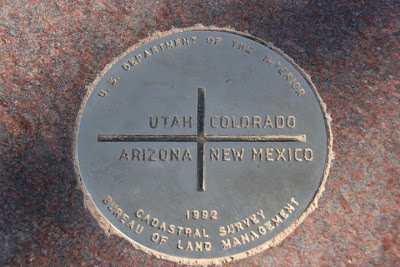 U. S. DEPARTMENT OF THE INTERIOR
UTAH COLORADO
ARIZONA NEW MEXICO
1992
CADASTRAL SURVEY
BUREAU OF LAND MANAGEMENT